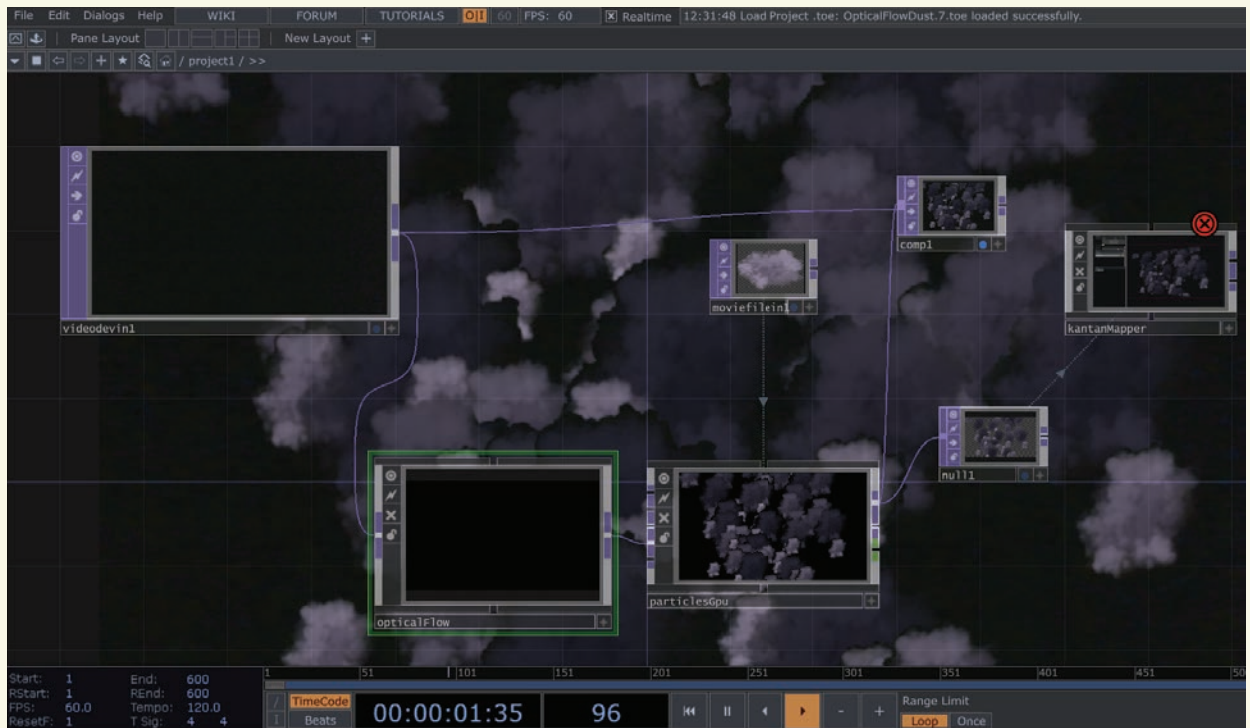 File Edit Dialogs Help WIKI FORUM TUTORIALS O|I 60 FPS: 60 Realtime 12:31:48 Load Project .toe: OpticalFlowDust.7.toe loaded successfully.
Pane Layout New Layout +
/ project1 / >>
comp1
moviefilein1
videodevin1
kantanMapper
null1
particlesGpu
opticalFlow
1 51 101 151 201 251 301 351 401 451 50
Start: 1 End: 600
RStart: 1 REnd: 600
FPS: 60.0 Tempo: 120.0
ResetF: 1 T Sig: 4 4
TimeCode
Beats
00:00:01:35
96
Range Limit
Loop Once